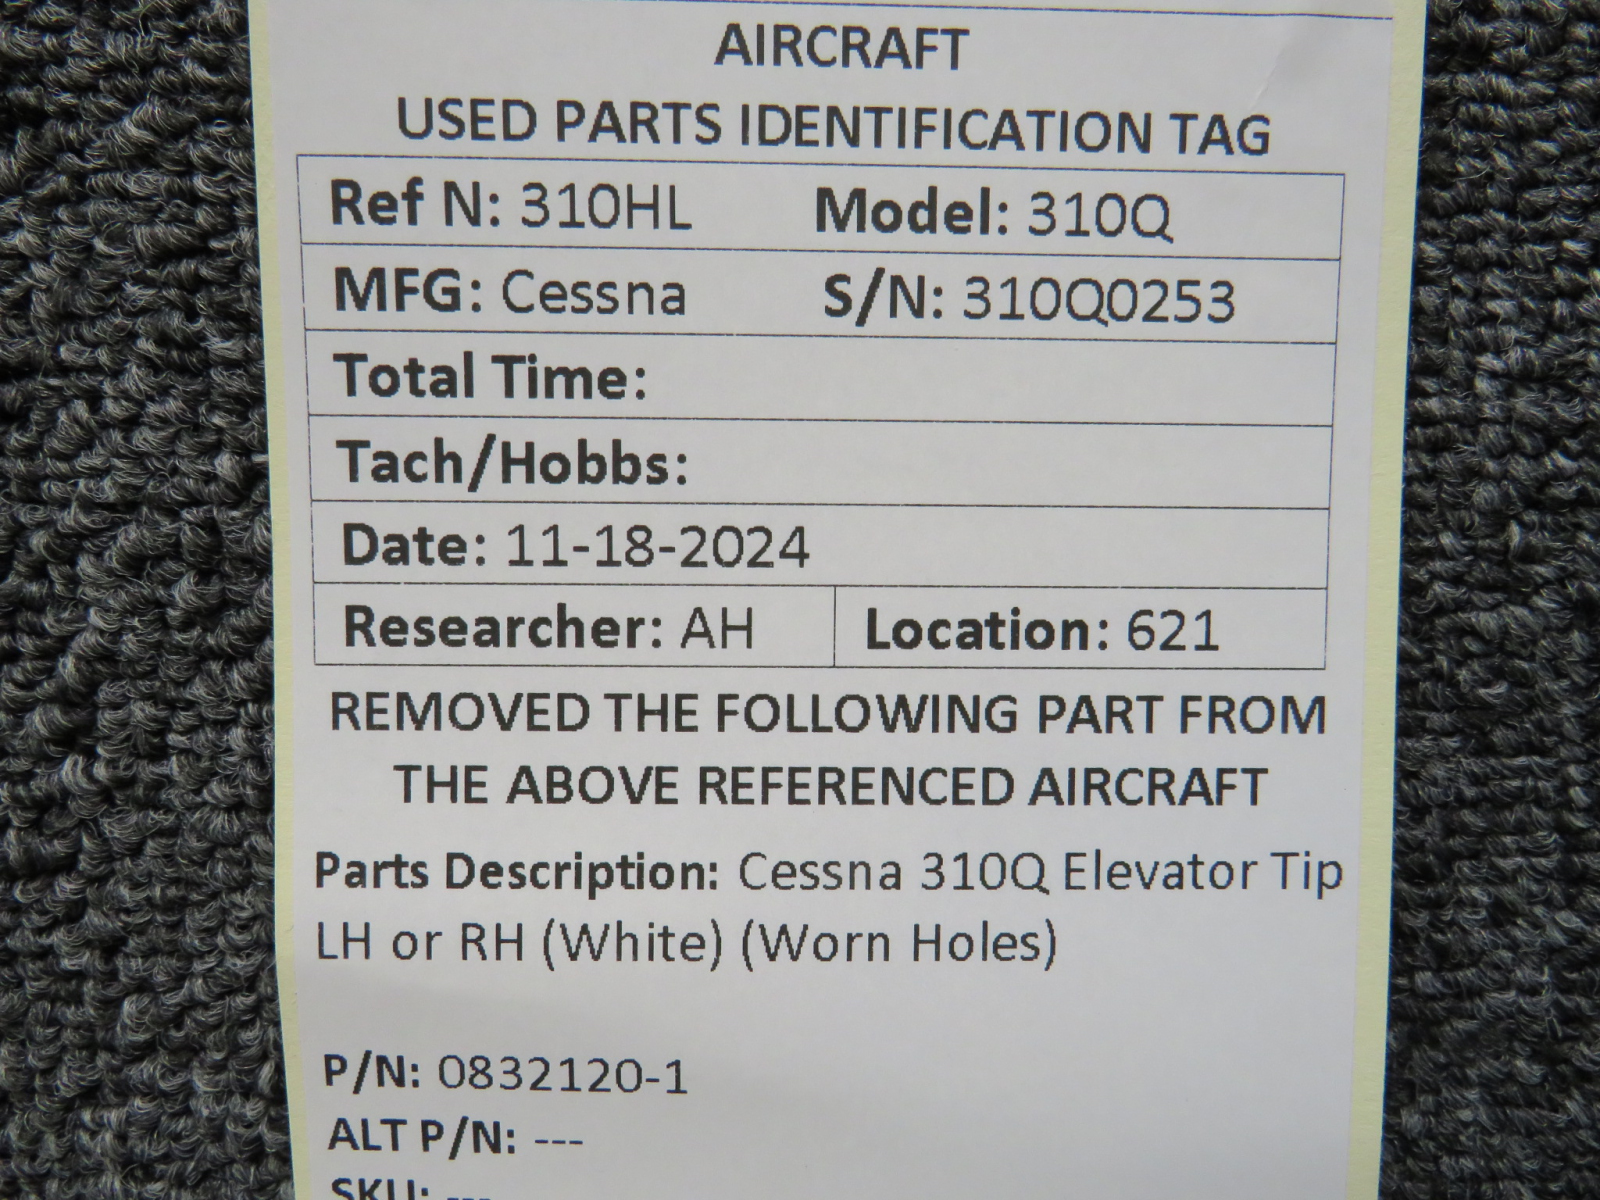 AIRCRAFT
USED PARTS IDENTIFICATION TAG
Ref N: 310HL Model: 310Q
MFG: Cessna S/N: 310Q0253
Total Time:
Tach/Hobbs:
Date: 11-18-2024
Researcher: AH Location: 621
REMOVED THE FOLLOWING PART FROM
THE ABOVE REFERENCED AIRCRAFT
Parts Description: Cessna 310Q Elevator Tip
LH or RH (White) (Worn Holes)
P/N: 0832120-1
ALT P/N: ---
SKU: ---